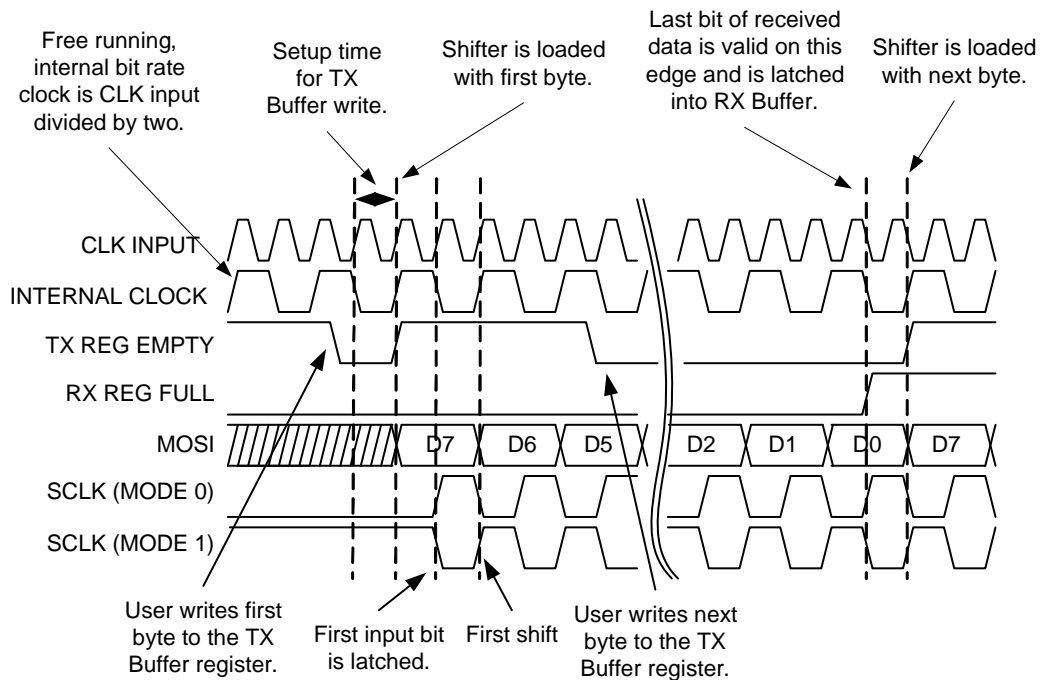 Free running,
internal bit rate
clock is CLK input
divided by two.
Setup time
for TX
Buffer write.
Shifter is loaded
with first byte.
Last bit of received
data is valid on this
edge and is latched
into RX Buffer.
Shifter is loaded
with next byte.
CLK INPUT
INTERNAL CLOCK
TX REG EMPTY
RX REG FULL
MOSI D7 D6 D5 D2 D1 D0 D7
SCLK (MODE 0)
SCLK (MODE 1)
User writes first
byte to the TX
Buffer register.
First input bit
is latched.
First shift
User writes next
byte to the TX
Buffer register.